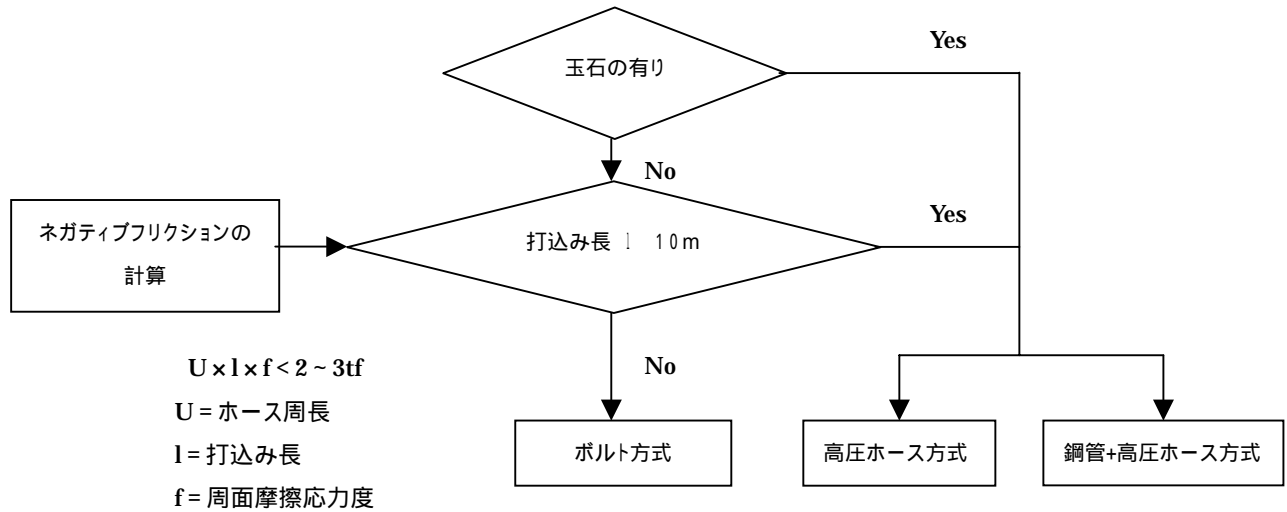 玉石の有り
Yes
No
ネガティブフリクションの
計算
打込み長 l 10m
Yes
U × l × f < 2 ~ 3tf
U = ホース周長
l = 打込み長
f = 周面摩擦応力度
No
ボルト方式
高圧ホース方式
鋼管+高圧ホース方式